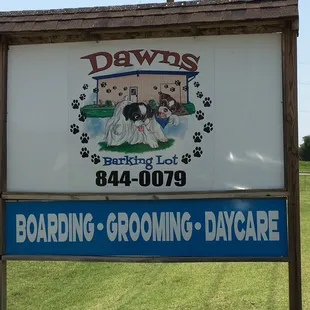 Dawns
Barking Lot
844-0079
BOARDING • GROOMING • DAYCARE